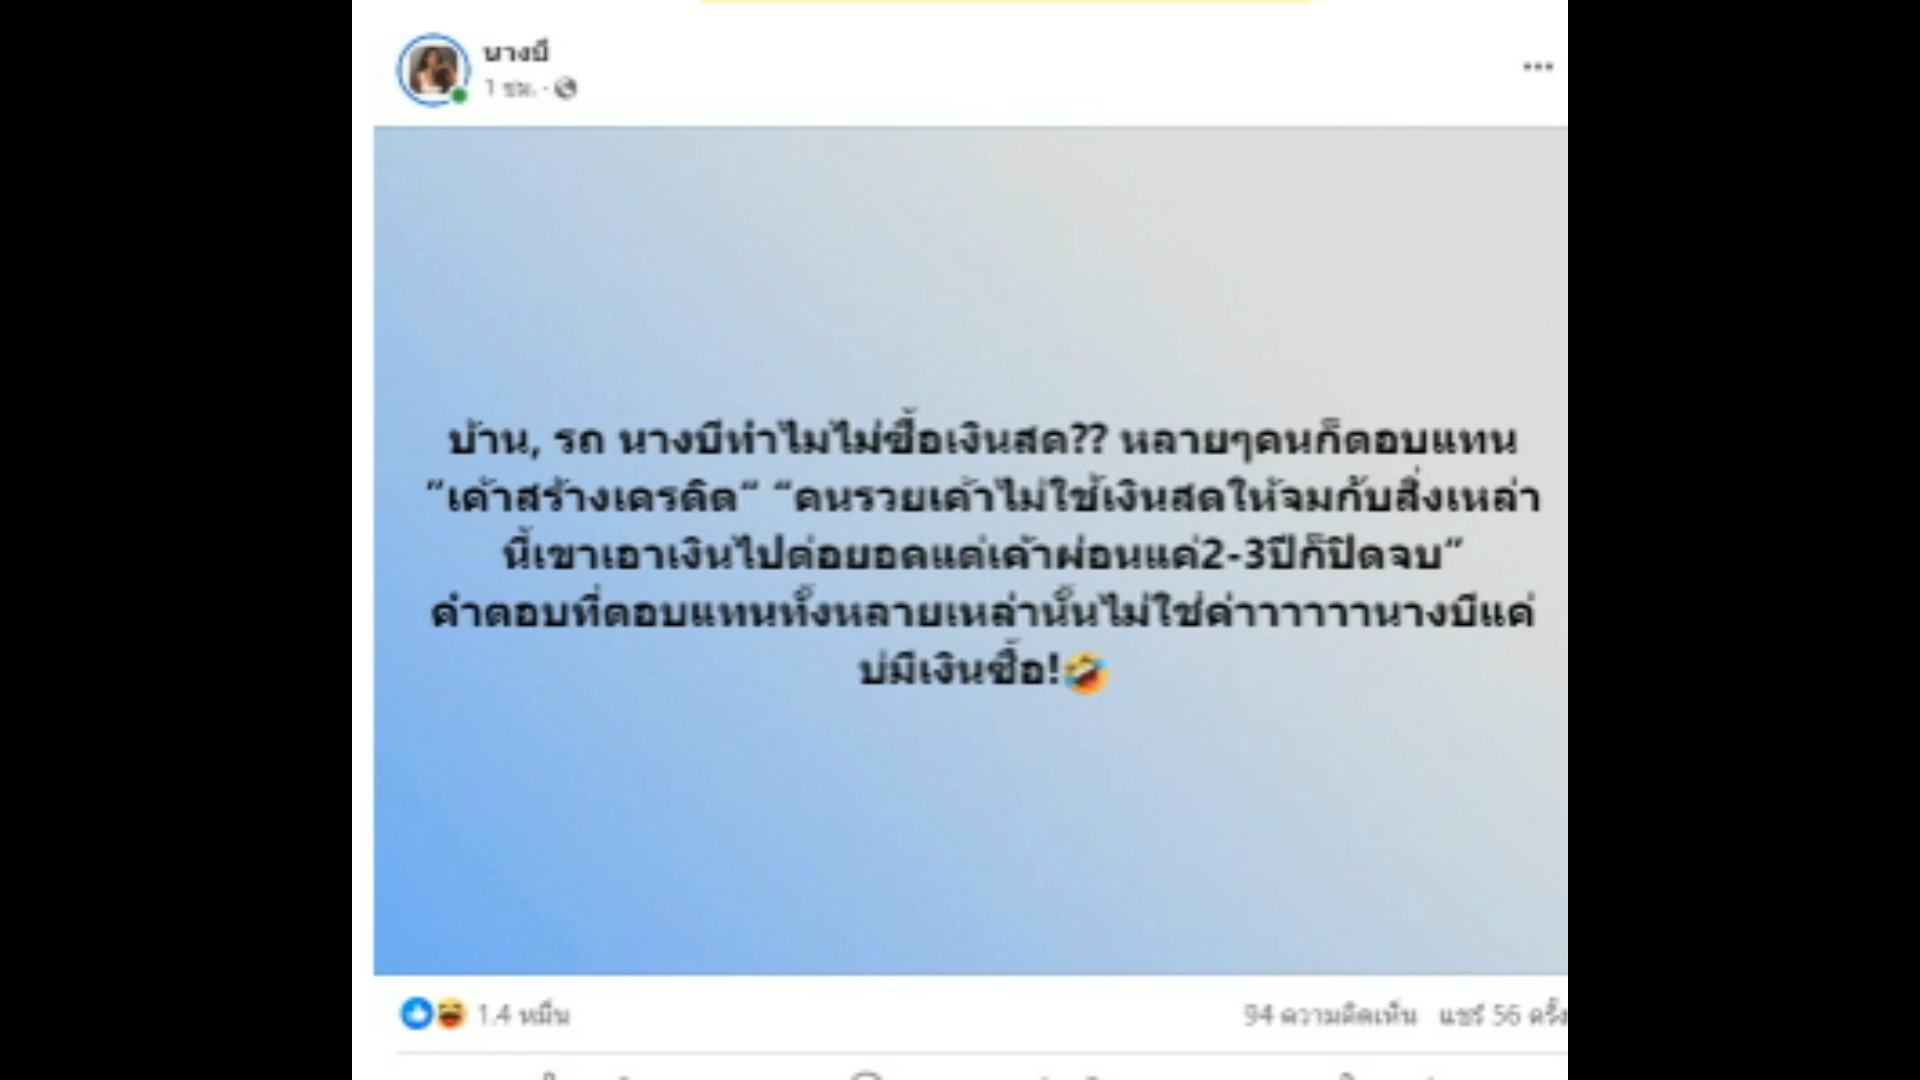 นางบี
1 ชม. ·
บ้าน, รถ นางบีทำไมไม่ซื้อเงินสด?? หลายๆคนก็ตอบแทน
“เค้าสร้างเครดิต“ “คนรวยเค้าไม่ใช้เงินสดให้จมกับสิ่งเหล่า
นี้เขาเอาเงินไปต่อยอดแต่เค้าผ่อนแค่2-3ปีก็ปิดจบ“
คำตอบที่ตอบแทนทั้งหลายเหล่านั้นไม่ใช่ค่าาาาาานางบีแค่
บ่มีเงินซื้อ!🤣
1.4 หมื่น
94 ความคิดเห็น แชร์ 56 ครั้ง